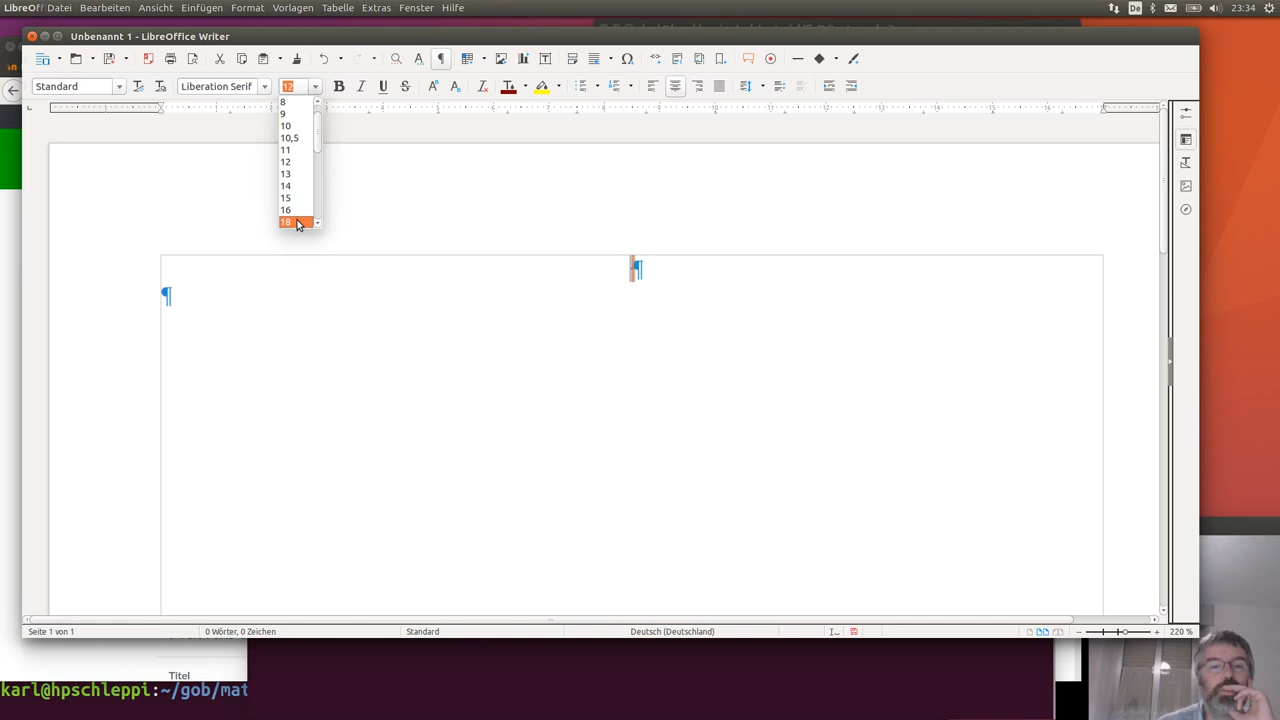 LibreOff Datei Bearbeiten Ansicht Einfügen Format Vorlagen Tabelle Extras Fenster Hilfe De 23:34
Unbenannt 1 - LibreOffice Writer
Standard Liberation Serif 12
8
9
10
10,5
11
12
13
14
15
16
18
¶
¶
Seite 1 von 1 0 Wörter, 0 Zeichen Standard Deutsch (Deutschland) 220 %
Titel
karl@hpschleppi:~/gob/mat